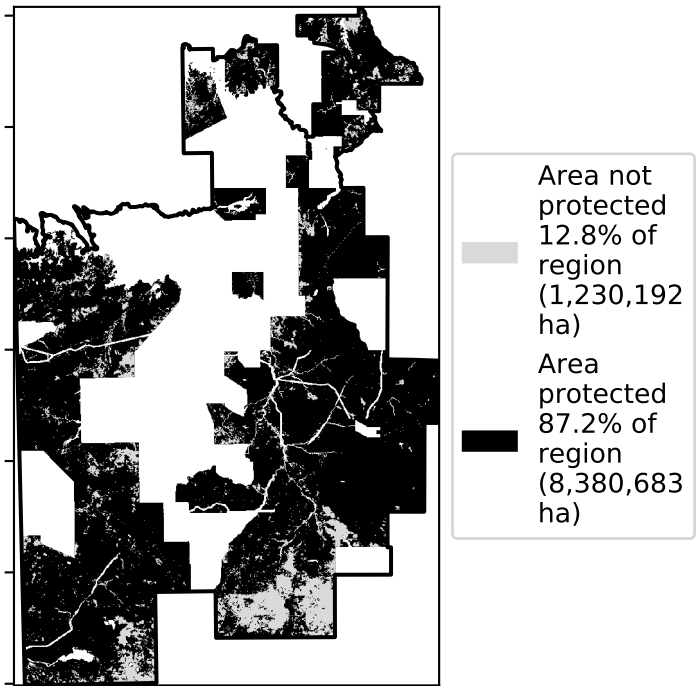 Area not
protected
12.8% of
region
(1,230,192
ha)
Area
protected
87.2% of
region
(8,380,683
ha)